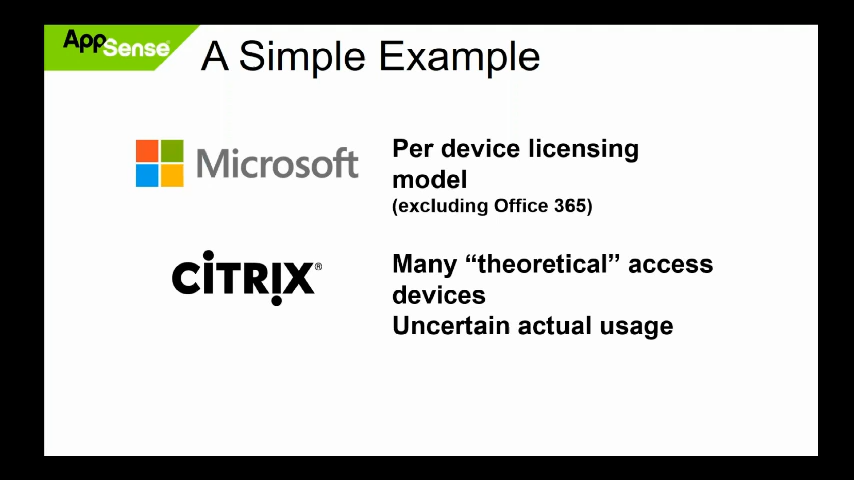 AppSense
A Simple Example
Microsoft
Per device licensing
model
(excluding Office 365)
CiTRIX®
Many “theoretical” access
devices
Uncertain actual usage